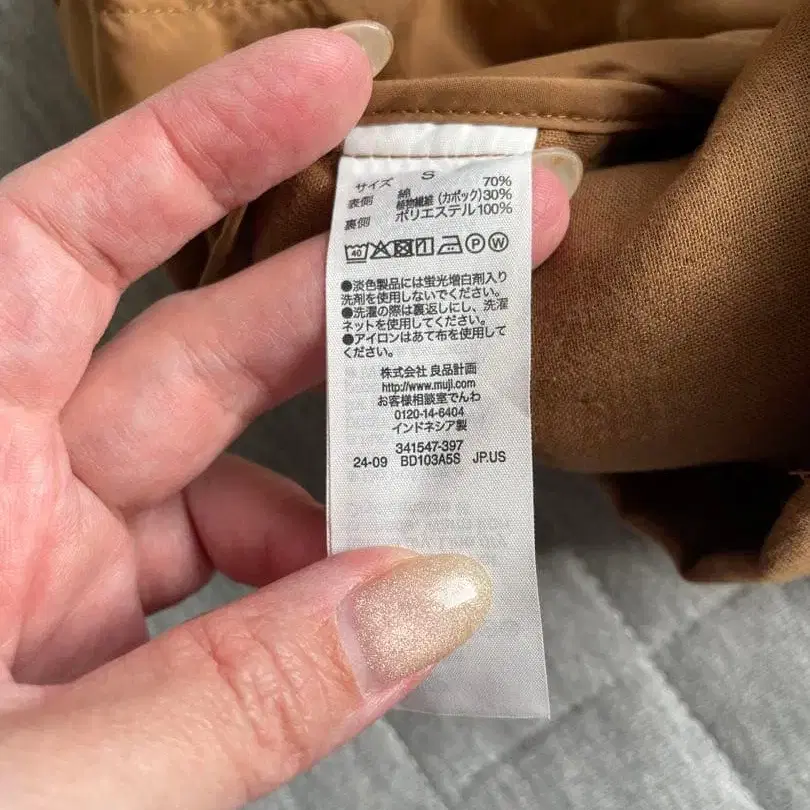 サイズ S
表側 綿 70%
植物繊維(カポック)30%
裏側 ポリエステル100%
40 P W
●淡色製品には蛍光増白剤入り
洗剤を使用しないでください。
●洗濯の際は裏返しにし、洗濯
ネットを使用してください。
●アイロンはあて布を使用して
ください。
株式会社 良品計画
http://www.muji.com
お客様相談室でんわ
0120-14-6404
インドネシア製
341547-397
24-09 BD103A5S JP.US